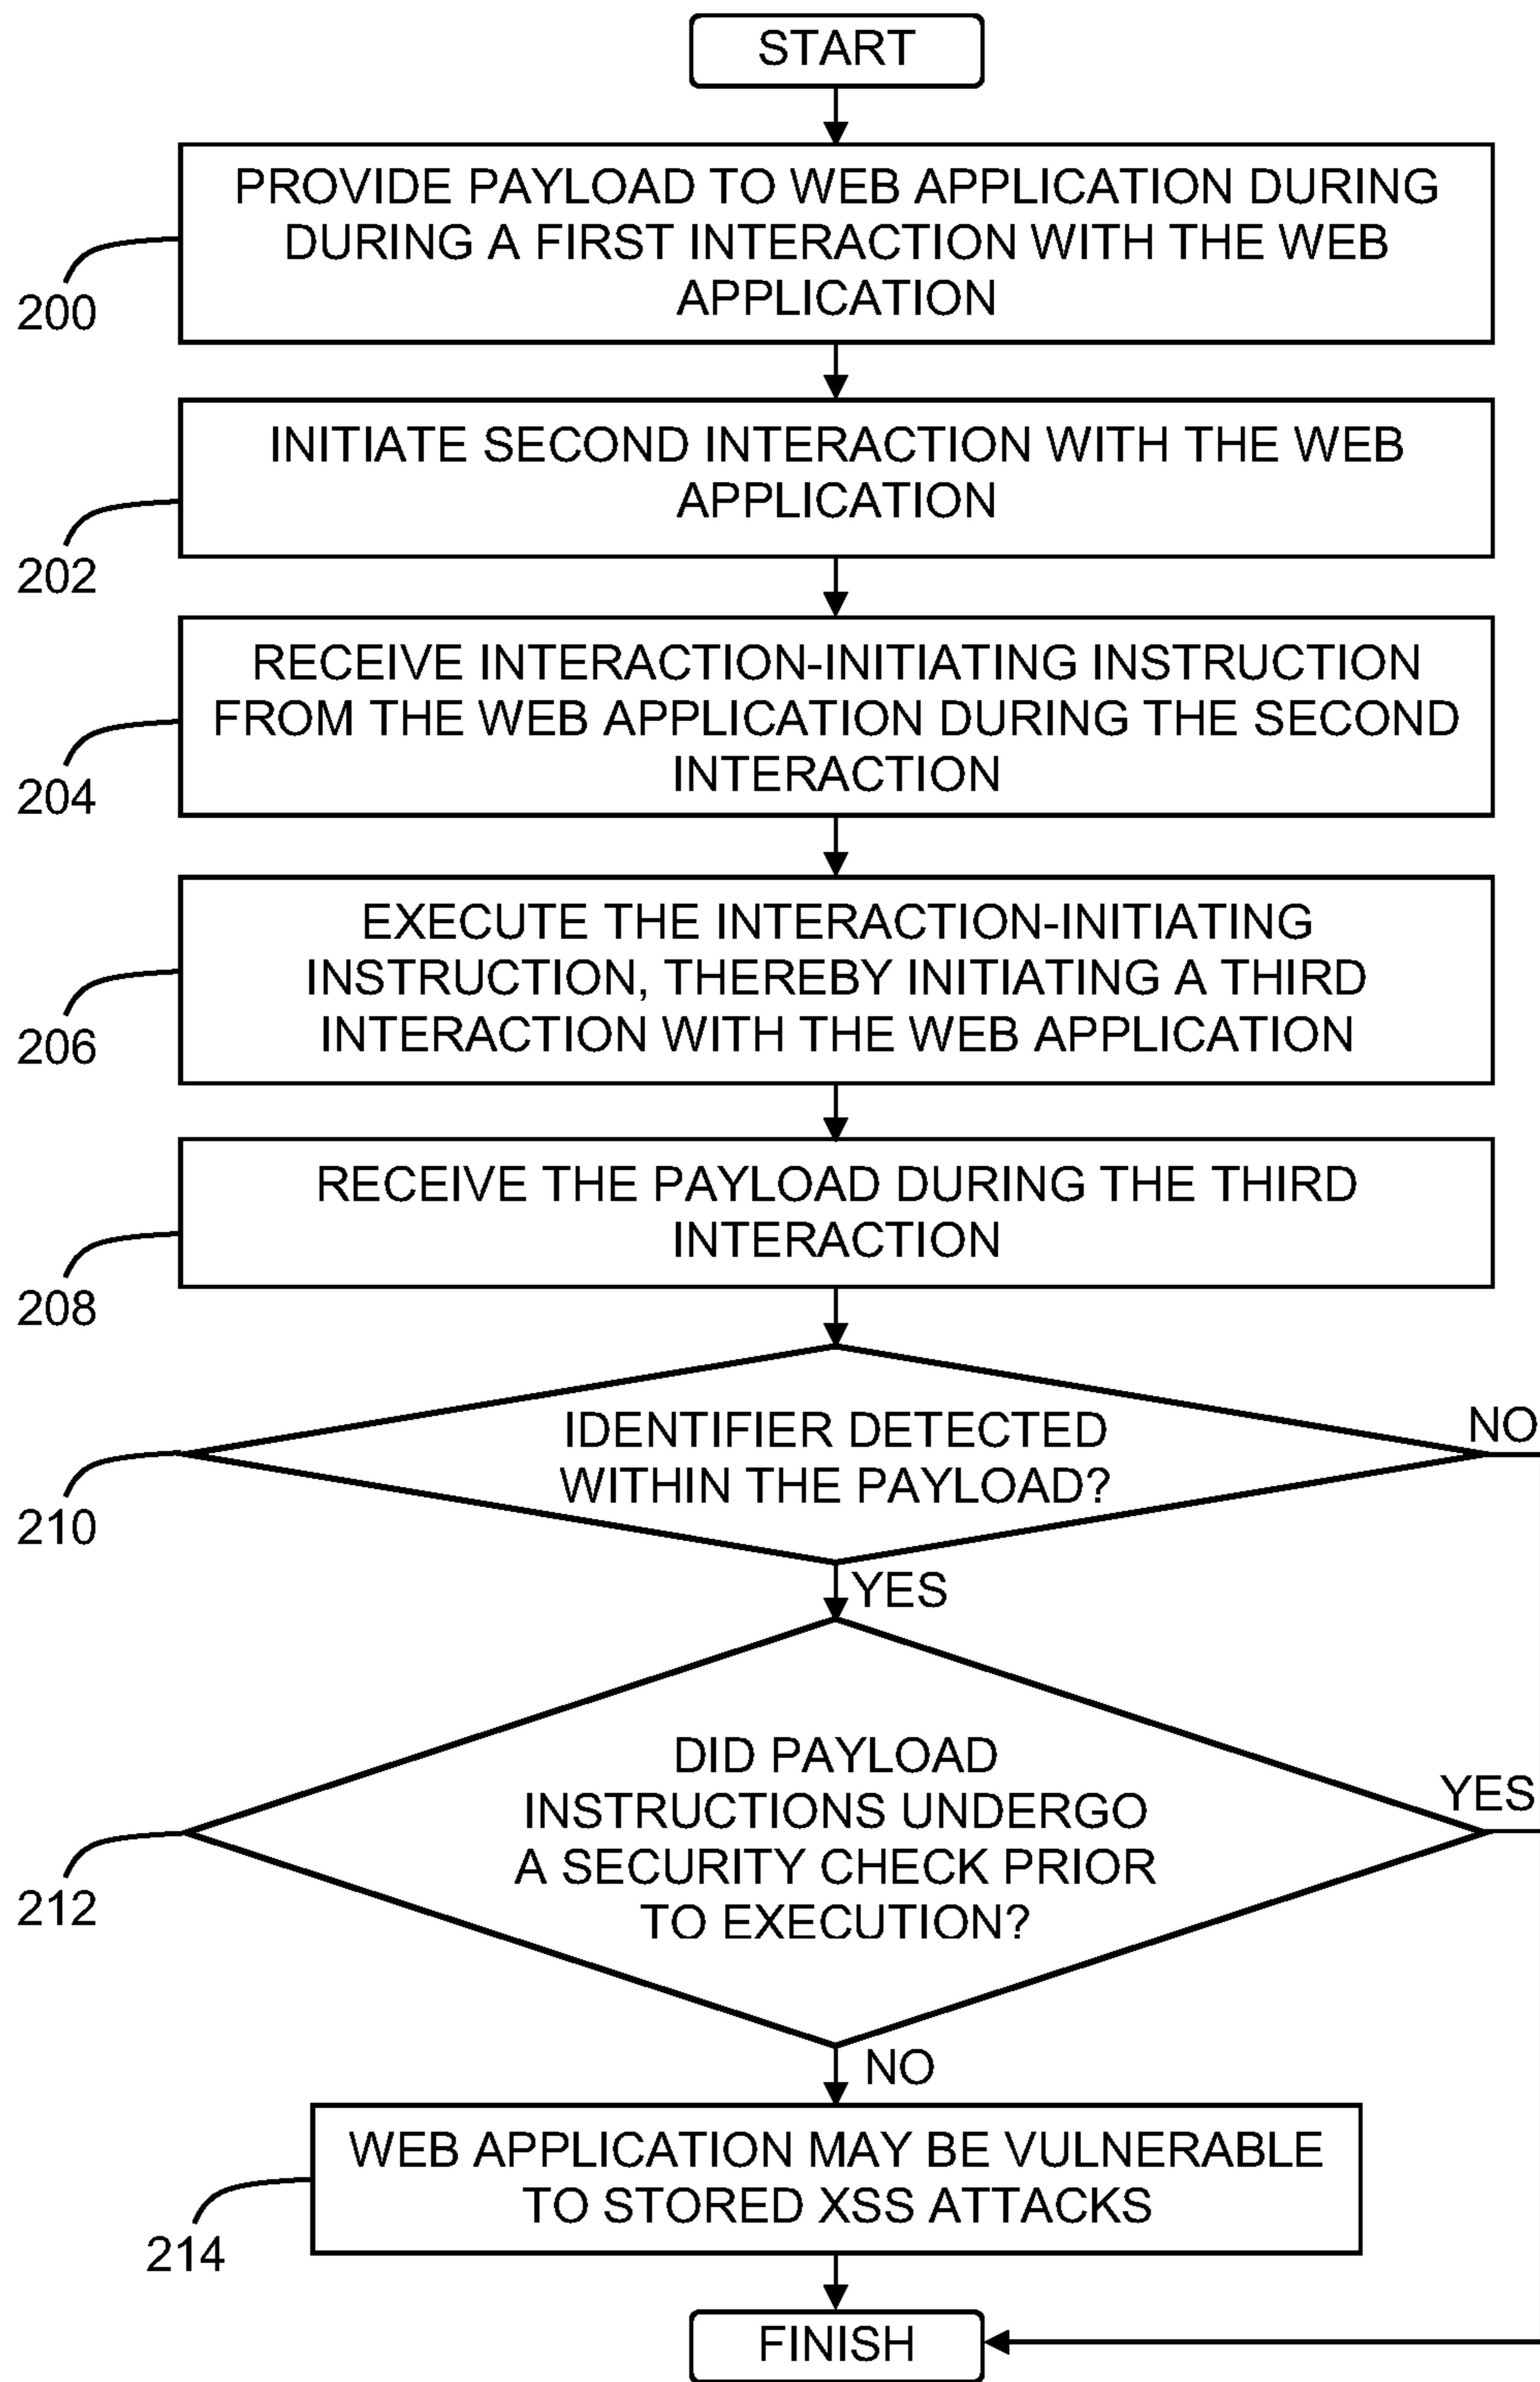 START
PROVIDE PAYLOAD TO WEB APPLICATION DURING
DURING A FIRST INTERACTION WITH THE WEB
APPLICATION
200
INITIATE SECOND INTERACTION WITH THE WEB
APPLICATION
202
RECEIVE INTERACTION-INITIATING INSTRUCTION
FROM THE WEB APPLICATION DURING THE SECOND
INTERACTION
204
EXECUTE THE INTERACTION-INITIATING
INSTRUCTION, THEREBY INITIATING A THIRD
INTERACTION WITH THE WEB APPLICATION
206
RECEIVE THE PAYLOAD DURING THE THIRD
INTERACTION
208
IDENTIFIER DETECTED
WITHIN THE PAYLOAD?
NO
210
YES
DID PAYLOAD
INSTRUCTIONS UNDERGO
A SECURITY CHECK PRIOR
TO EXECUTION?
YES
212
NO
WEB APPLICATION MAY BE VULNERABLE
TO STORED XSS ATTACKS
214
FINISH